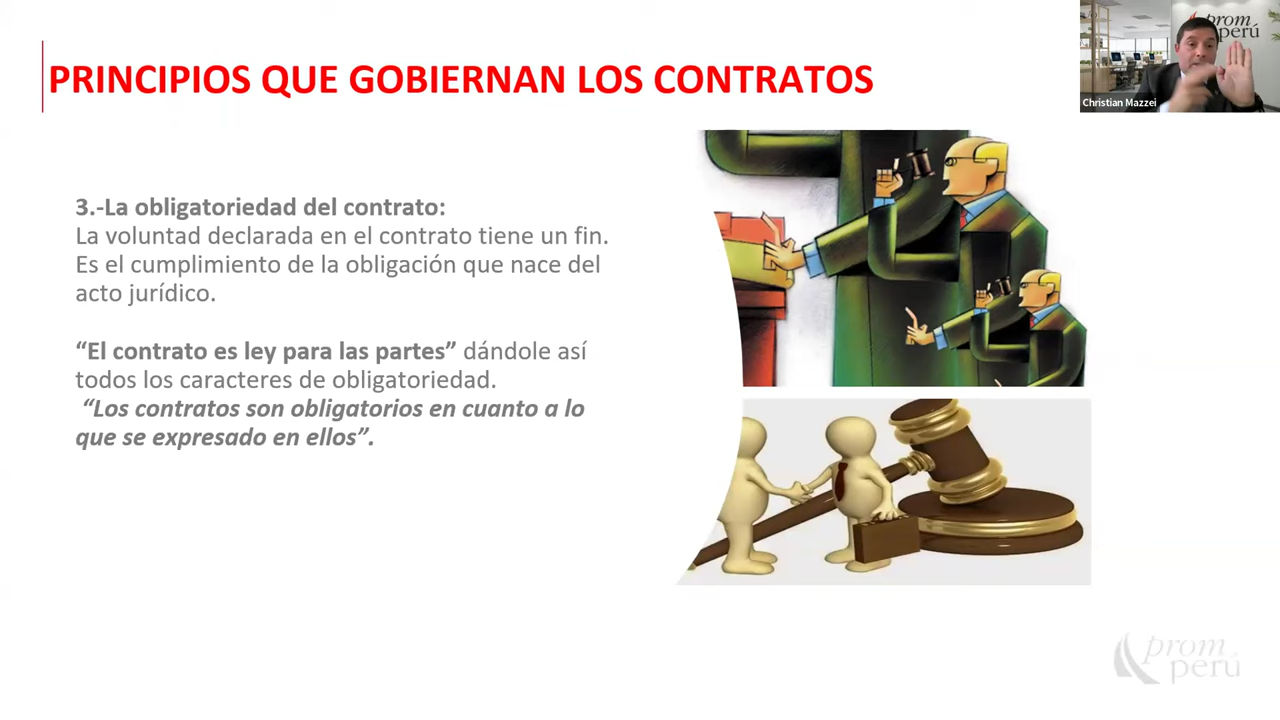 prom
perú
Christian Mazzei
PRINCIPIOS QUE GOBIERNAN LOS CONTRATOS
3.-La obligatoriedad del contrato:
La voluntad declarada en el contrato tiene un fin.
Es el cumplimiento de la obligación que nace del
acto jurídico.
“El contrato es ley para las partes” dándole así
todos los caracteres de obligatoriedad.
“Los contratos son obligatorios en cuanto a lo
que se expresado en ellos”.
prom
perú